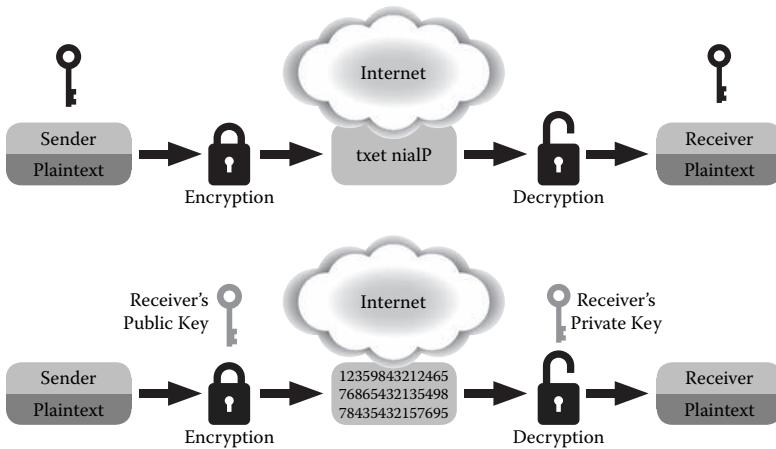 Internet
Sender
Plaintext
txet nialP
Receiver
Plaintext
Encryption
Decryption
Receiver's
Public Key
Internet
Receiver's
Private Key
Sender
Plaintext
12359843212465
76865432135498
78435432157695
Receiver
Plaintext
Encryption
Decryption